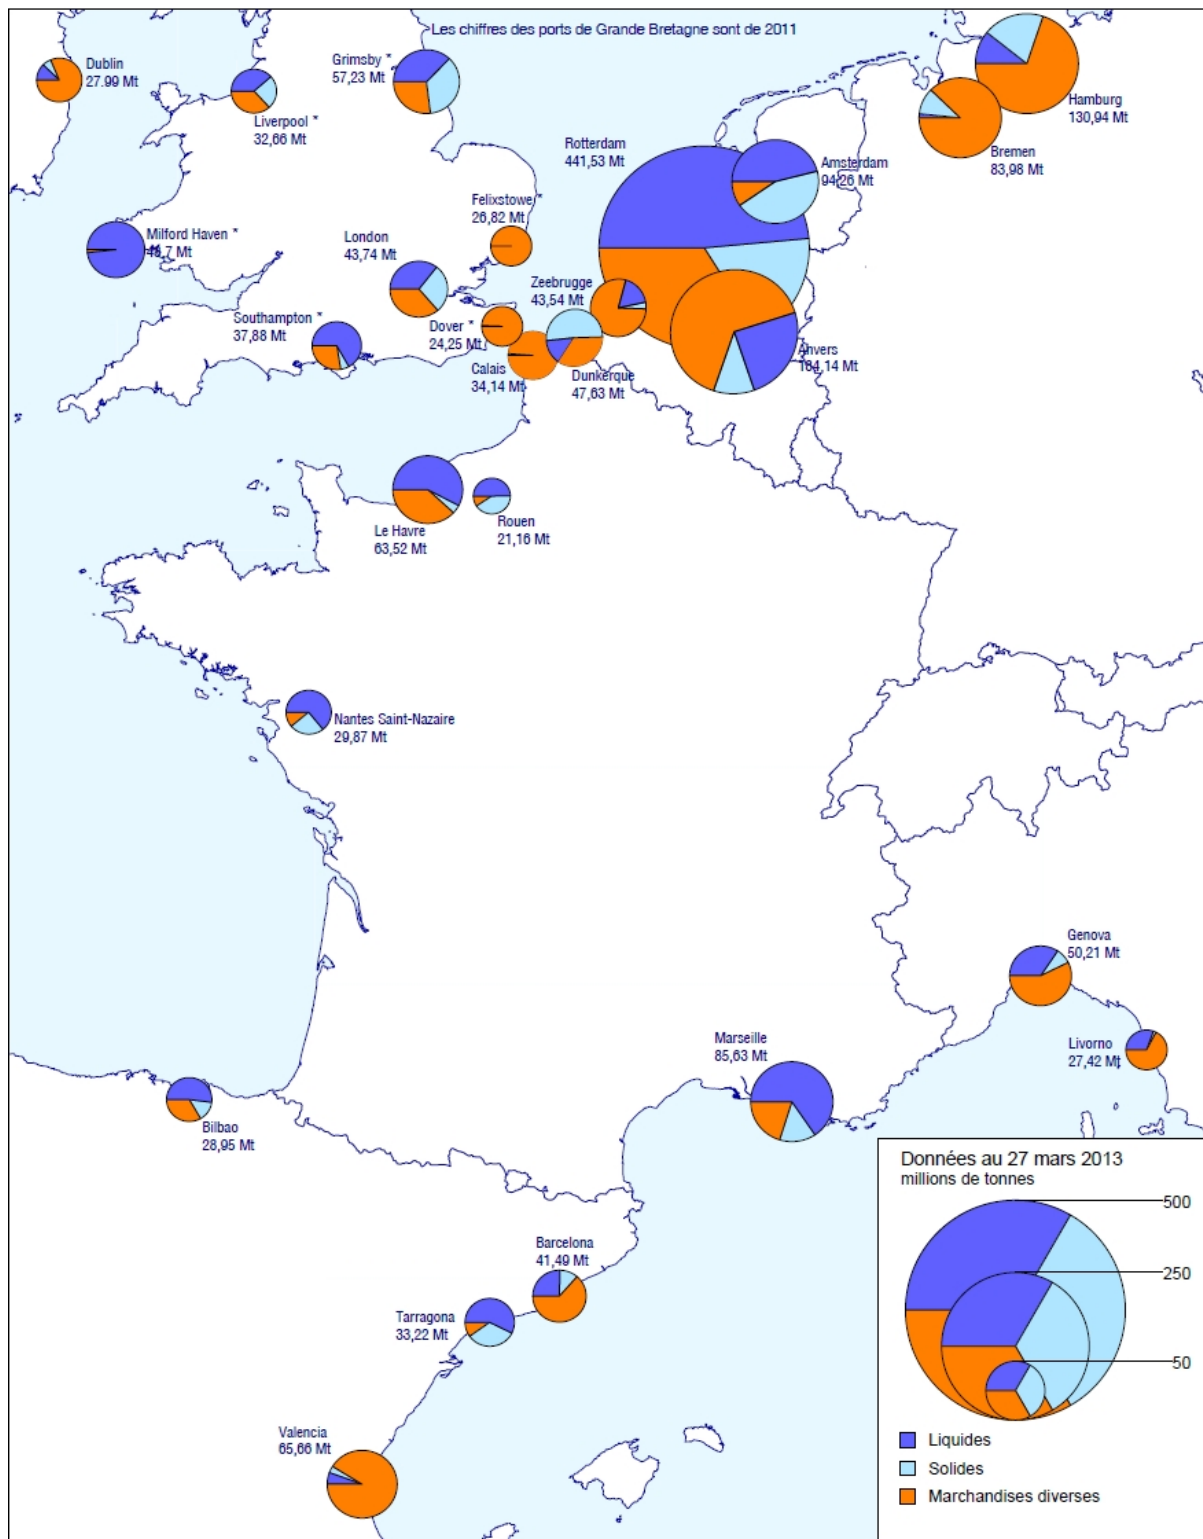 Les chiffres des ports de Grande Bretagne sont de 2011
Dublin
27.99 Mt
Liverpool *
32,66 Mt
Grimsby *
57,23 Mt
Hamburg
130,94 Mt
Bremen
83,98 Mt
Rotterdam
441,53 Mt
Amsterdam
94,26 Mt
Felixstowe *
26,82 Mt
Milford Haven *
48,7 Mt
London
43,74 Mt
Zeebrugge
43,54 Mt
Southampton *
37,88 Mt
Dover *
24,25 Mt
Calais
34,14 Mt
Dunkerque
47,63 Mt
Anvers
184,14 Mt
Le Havre
63,52 Mt
Rouen
21,16 Mt
Nantes Saint-Nazaire
29,87 Mt
Genova
50,21 Mt
Livorno
27,42 Mt
Marseille
85,63 Mt
Bilbao
28,95 Mt
Barcelona
41,49 Mt
Tarragona
33,22 Mt
Valencia
65,66 Mt
Données au 27 mars 2013
millions de tonnes
500
250
50
Liquides
Solides
Marchandises diverses